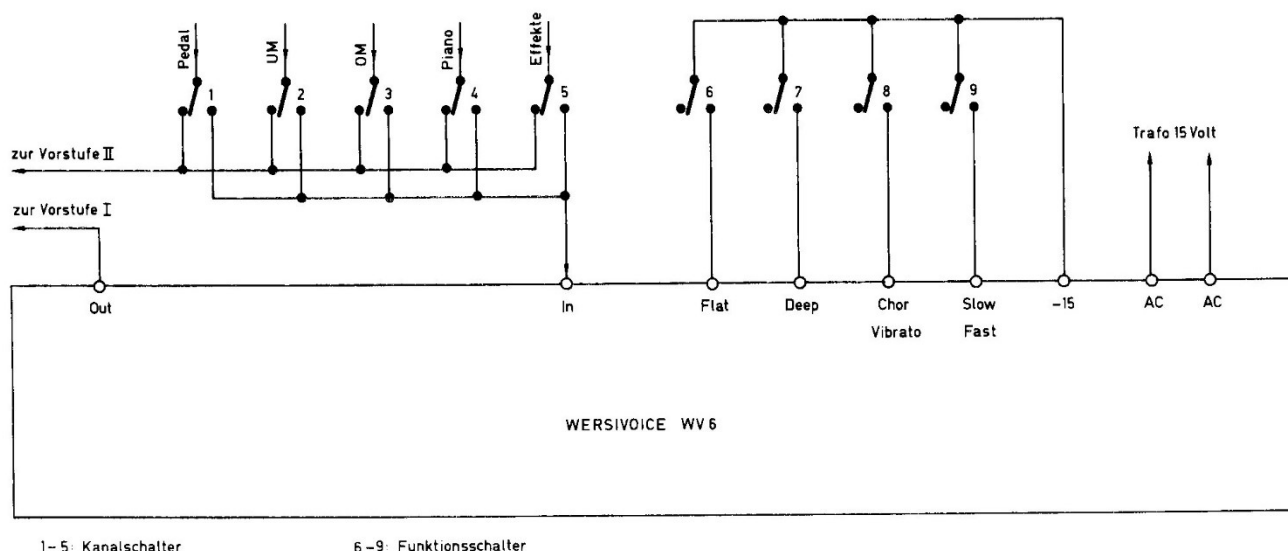 Pedal UM OM Piano Effekte
1 2 3 4 5 6 7 8 9
zur Vorstufe II
Trafo 15 Volt
zur Vorstufe I
Out In Flat Deep Chor Slow -15 AC AC
Vibrato Fast
WERSIVOICE WV 6
1-5: Kanalschalter 6-9: Funktionsschalter